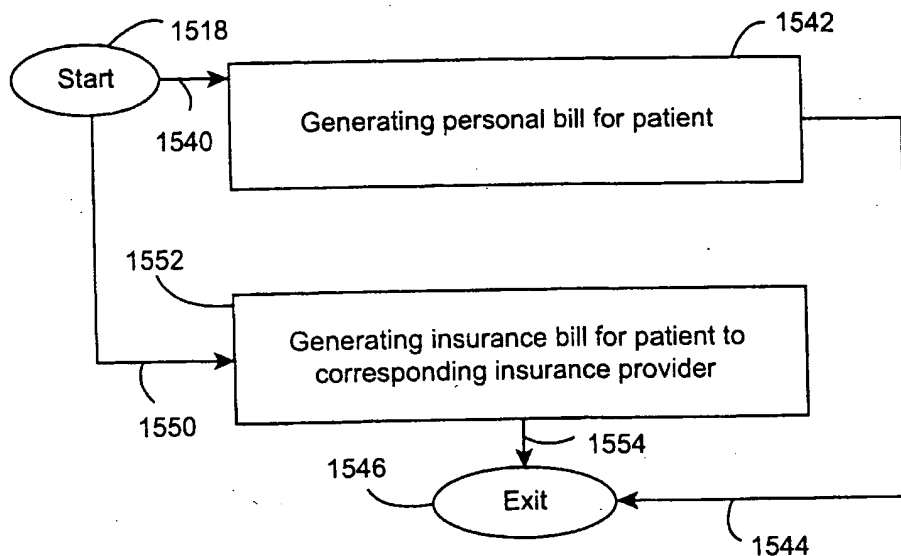 1518
1542
Start
1540
Generating personal bill for patient
1552
Generating insurance bill for patient to
corresponding insurance provider
1550
1554
1546
Exit
1544